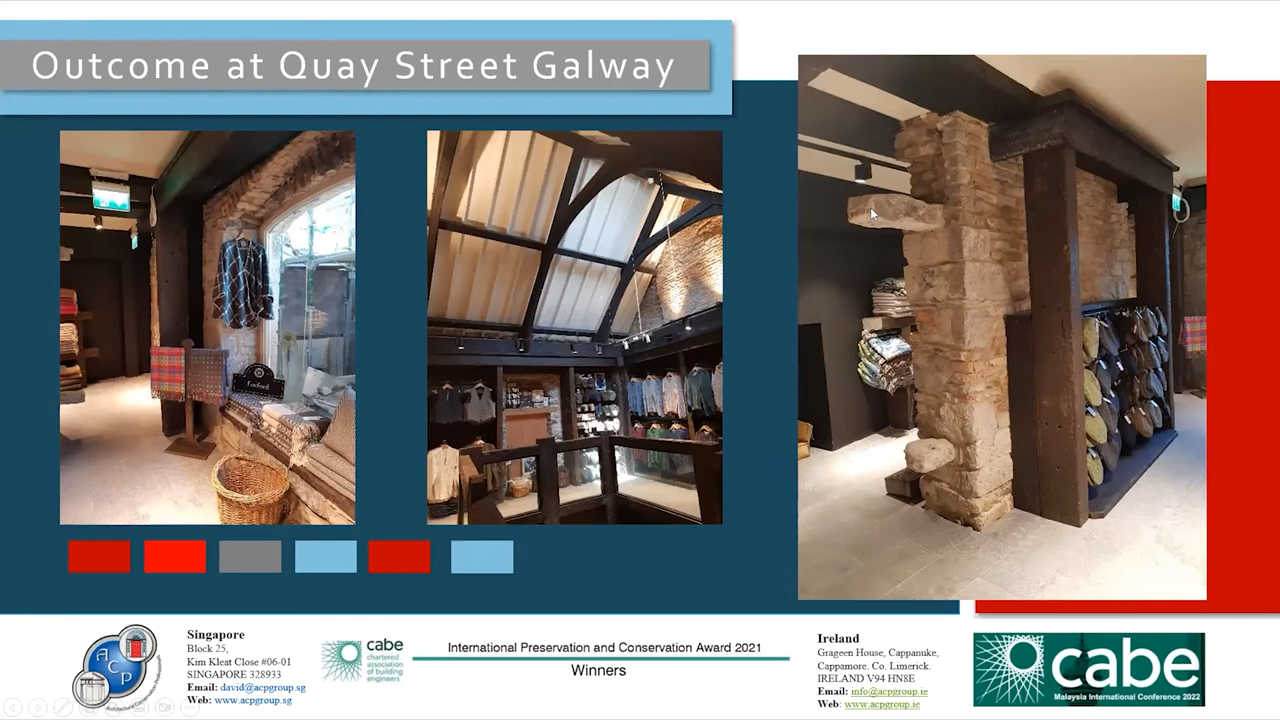 Outcome at Quay Street Galway
Foxford
Singapore
Block 25,
Kim Kleat Close #06-01
SINGAPORE 328933
Email: david@acpgroup.sg
Web: www.acpgroup.sg
ACP
cabe
chartered
association of
building
engineers
International Preservation and Conservation Award 2021
Winners
Ireland
Grageen House, Cappanuke,
Cappamore. Co. Limerick.
IRELAND V94 HN8E
Email: info@acpgroup.ie
Web: www.acpgroup.ie
cabe
Malaysia International Conference 2022